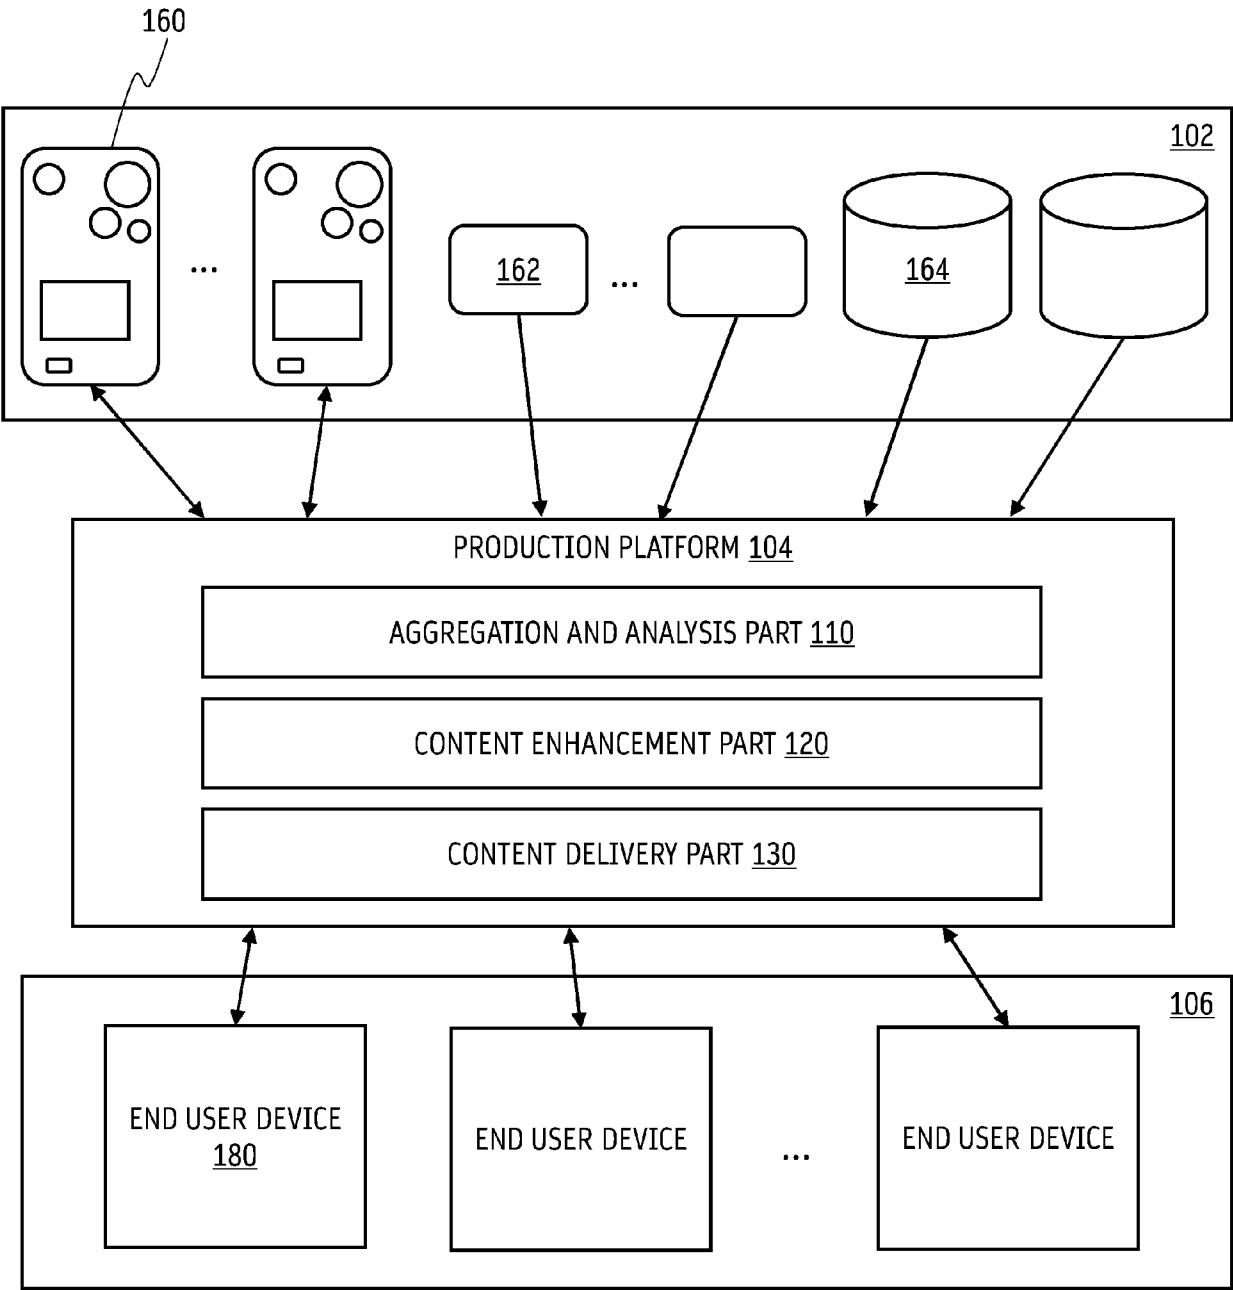 160
102
...
162
...
164
PRODUCTION PLATFORM 104
AGGREGATION AND ANALYSIS PART 110
CONTENT ENHANCEMENT PART 120
CONTENT DELIVERY PART 130
106
END USER DEVICE
180
END USER DEVICE
...
END USER DEVICE